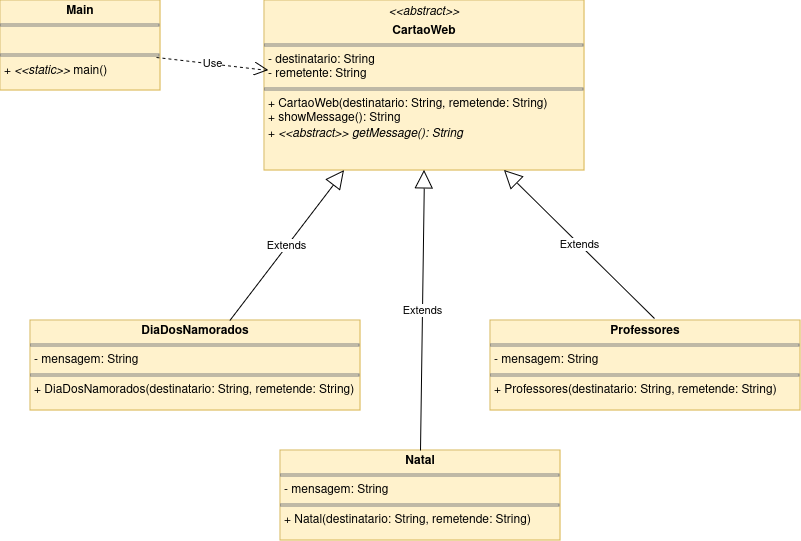 Main
+ <<static>> main()
Use
<<abstract>>
CartaoWeb
- destinatario: String
- remetente: String
+ CartaoWeb(destinatario: String, remetende: String)
+ showMessage(): String
+ <<abstract>> getMessage(): String
Extends
Extends
Extends
DiaDosNamorados
- mensagem: String
+ DiaDosNamorados(destinatario: String, remetende: String)
Professores
- mensagem: String
+ Professores(destinatario: String, remetende: String)
Natal
- mensagem: String
+ Natal(destinatario: String, remetende: String)